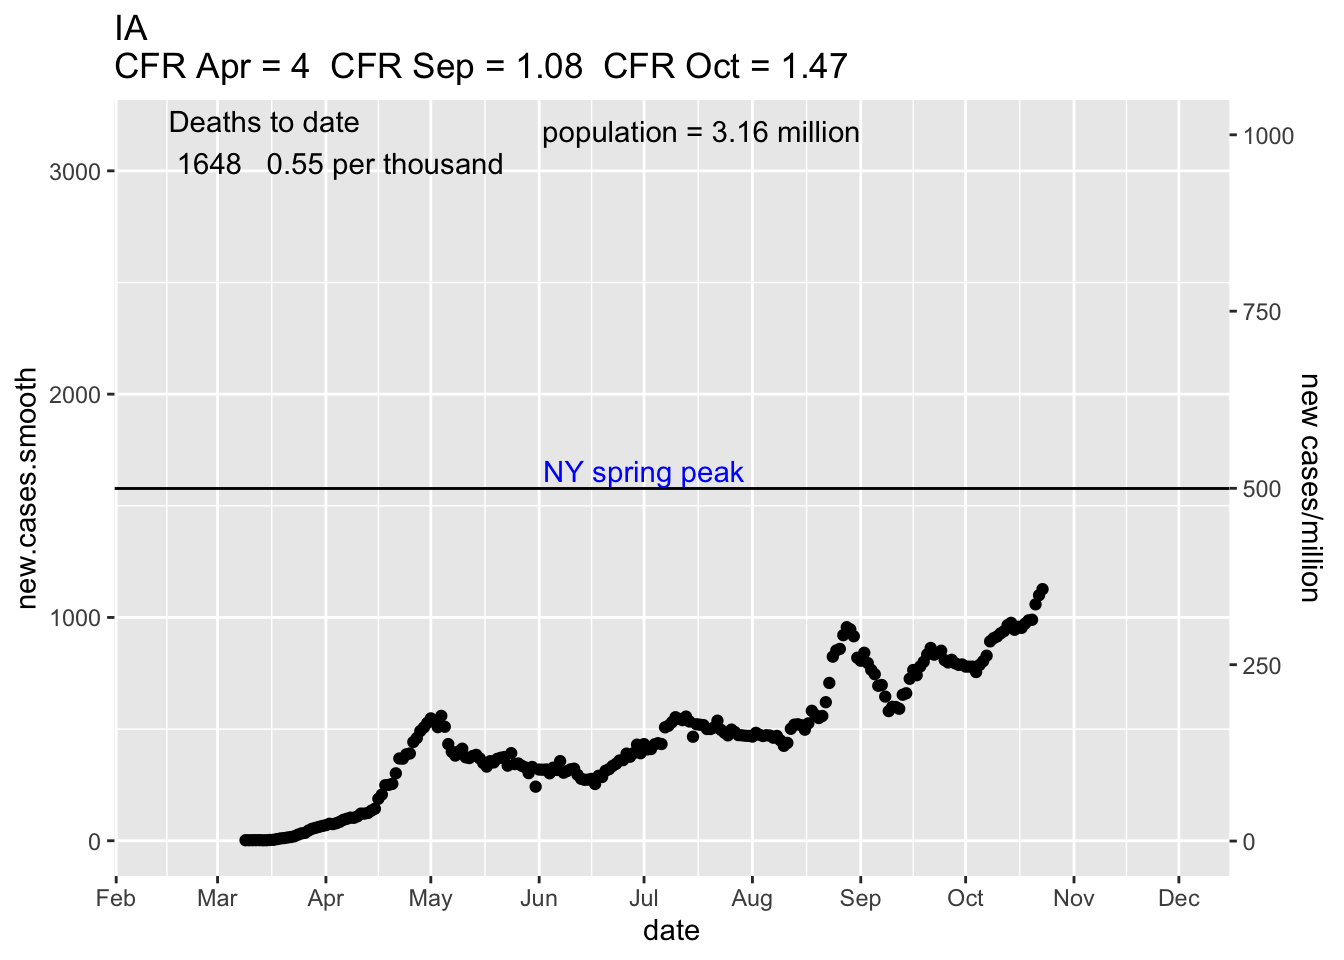 IA
CFR Apr = 4  CFR Sep = 1.08  CFR Oct = 1.47
Deaths to date
1648   0.55 per thousand
population = 3.16 million
NY spring peak
new.cases.smooth
3000
2000
1000
0
1000
750
500
250
0
new cases/million
Feb Mar Apr May Jun Jul Aug Sep Oct Nov Dec
date